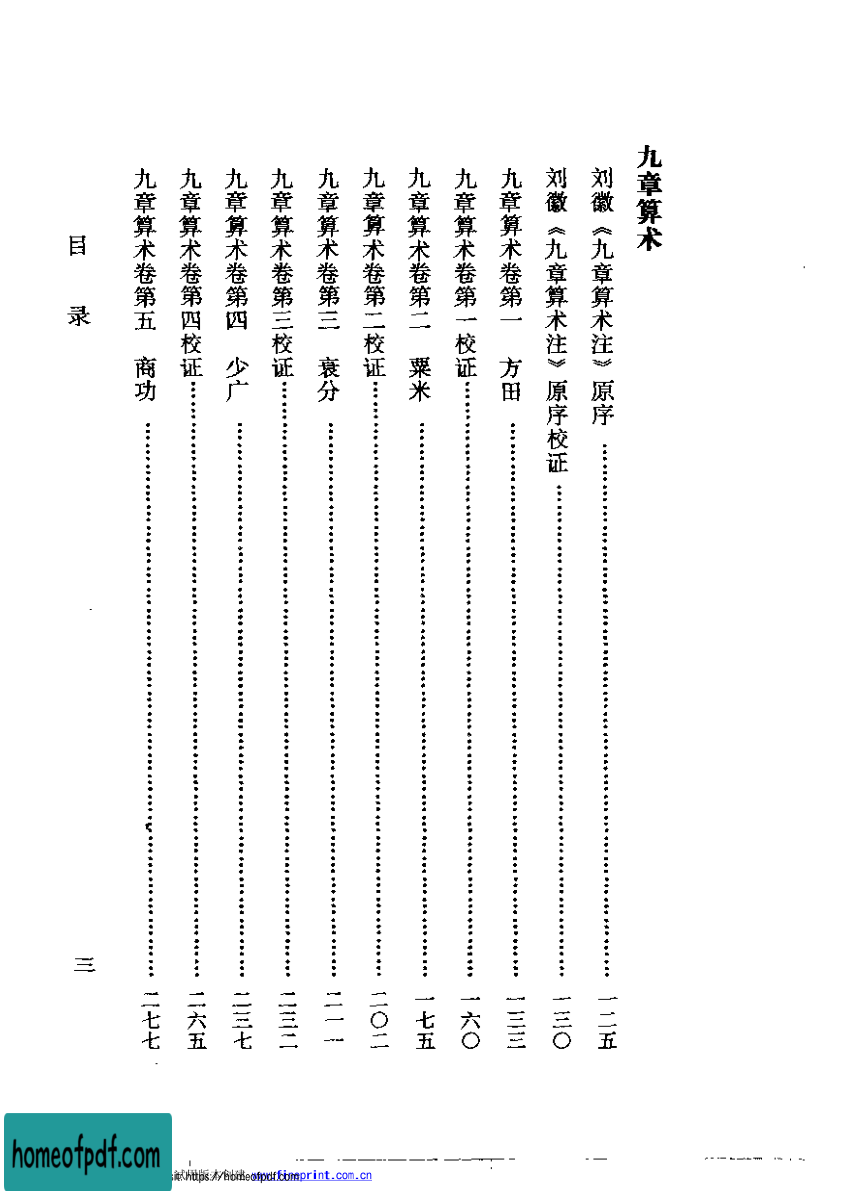 九章算术
刘徽《九章算术注》原序……一二五
刘徽《九章算术注》原序校证……一三〇
九章算术卷第一 方田……一三三
九章算术卷第一校证……一六〇
九章算术卷第二 粟米……一七五
九章算术卷第二校证……二〇二
九章算术卷第三 衰分……二一一
九章算术卷第三校证……二三二
九章算术卷第四 少广……二三七
九章算术卷第四校证……二六五
九章算术卷第五 商功……二七七
目录
三
homeofpdf.com
https://homeofpdf.com
fineprint.com.cn